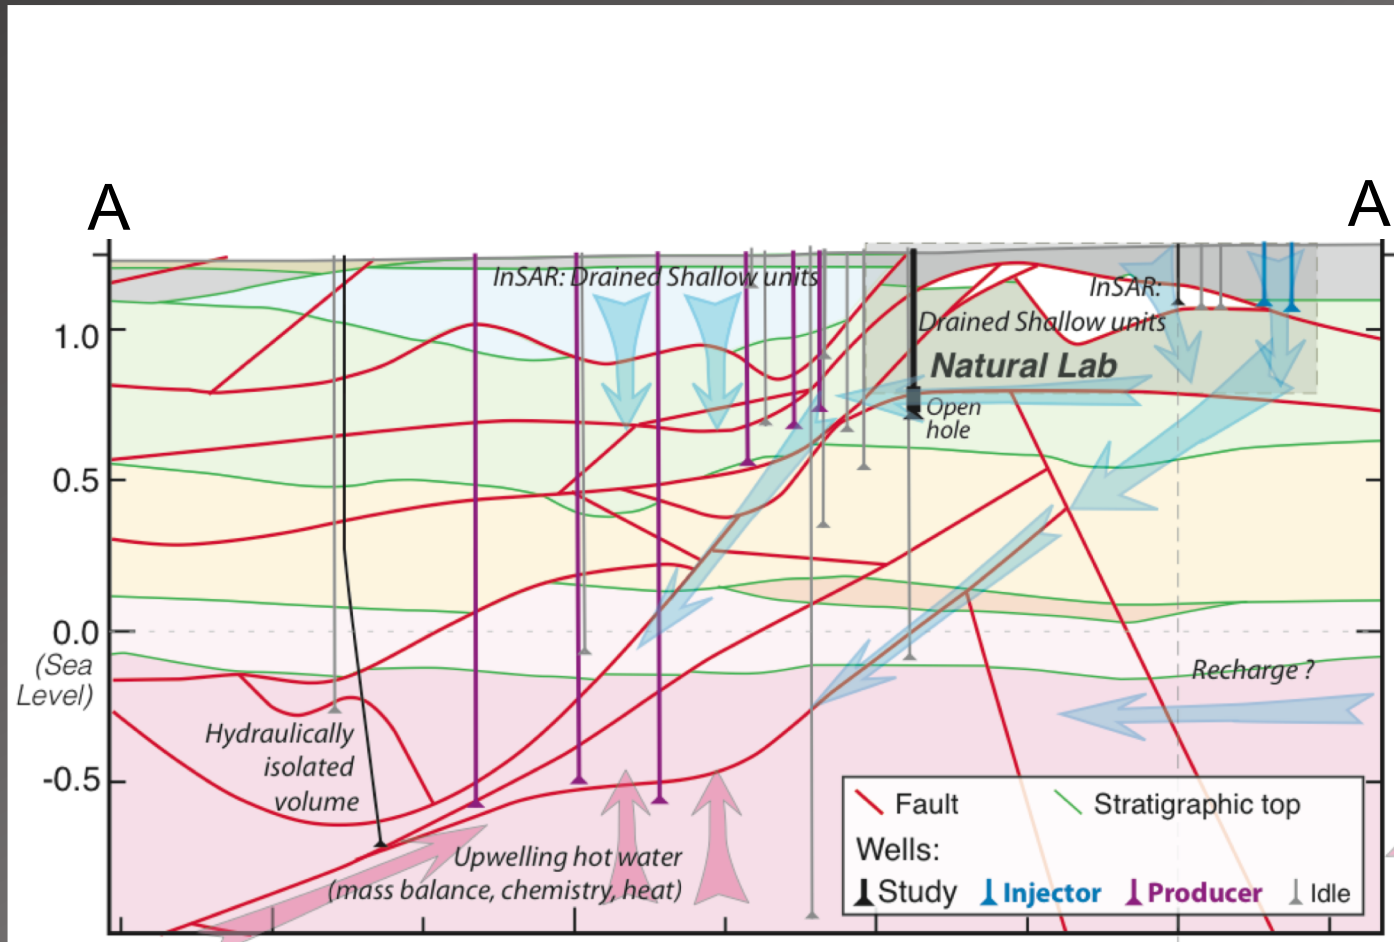 A
A
InSAR: Drained Shallow units
InSAR:
Drained Shallow units
1.0
Natural Lab
Open
hole
0.5
0.0
(Sea
Level)
Recharge ?
Hydraulically
isolated
volume
-0.5
Fault
Stratigraphic top
Wells:
Upwelling hot water
(mass balance, chemistry, heat)
Study
Injector
Producer
Idle